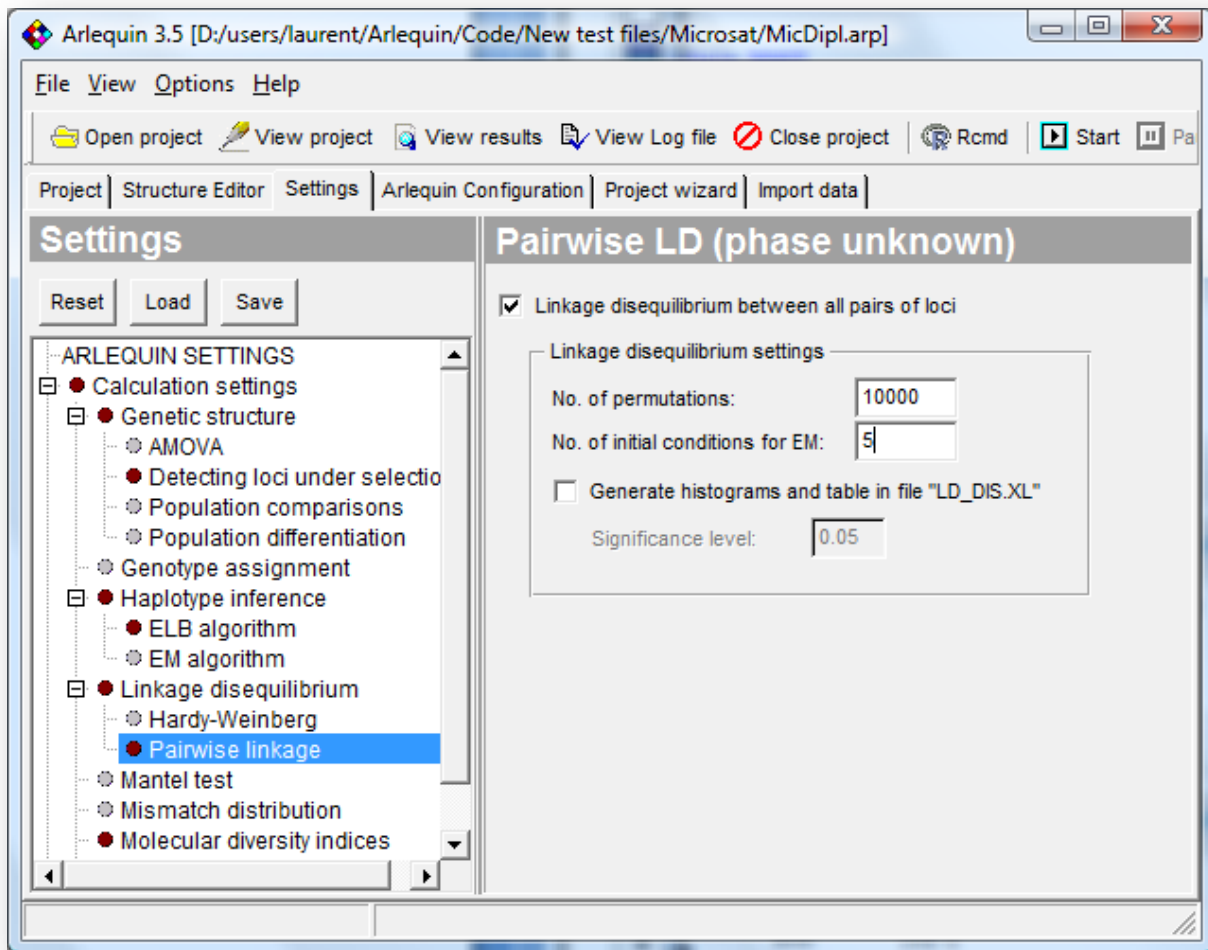 Arlequin 3.5 [D:/users/laurent/Arlequin/Code/New test files/Microsat/MicDipl.arp]
File View Options Help
Open project View project View results View Log file Close project Rcmd Start Pa
Project Structure Editor Settings Arlequin Configuration Project wizard Import data
Settings
Reset Load Save
ARLEQUIN SETTINGS
Calculation settings
Genetic structure
AMOVA
Detecting loci under selectio
Population comparisons
Population differentiation
Genotype assignment
Haplotype inference
ELB algorithm
EM algorithm
Linkage disequilibrium
Hardy-Weinberg
Pairwise linkage
Mantel test
Mismatch distribution
Molecular diversity indices
Pairwise LD (phase unknown)
Linkage disequilibrium between all pairs of loci
Linkage disequilibrium settings
No. of permutations: 10000
No. of initial conditions for EM: 5
Generate histograms and table in file "LD_DIS.XL"
Significance level: 0.05